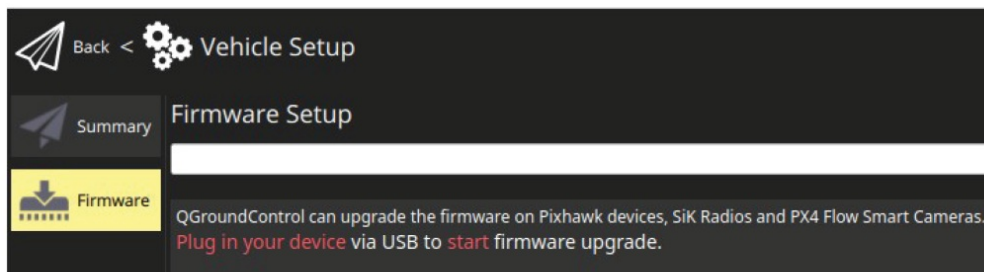 Back < Vehicle Setup
Summary
Firmware
Firmware Setup
QGroundControl can upgrade the firmware on Pixhawk devices, SiK Radios and PX4 Flow Smart Cameras.
Plug in your device via USB to start firmware upgrade.